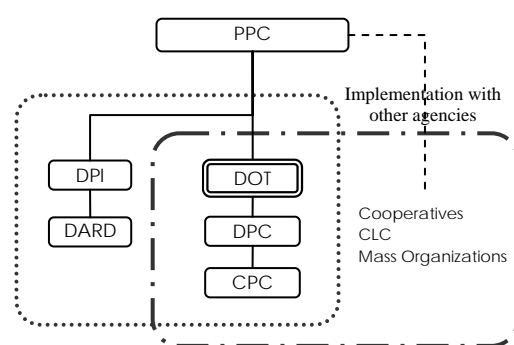 PPC
Implementation with
other agencies
DPI
DOT
DARD
DPC
CPC
Cooperatives
CLC
Mass Organizations